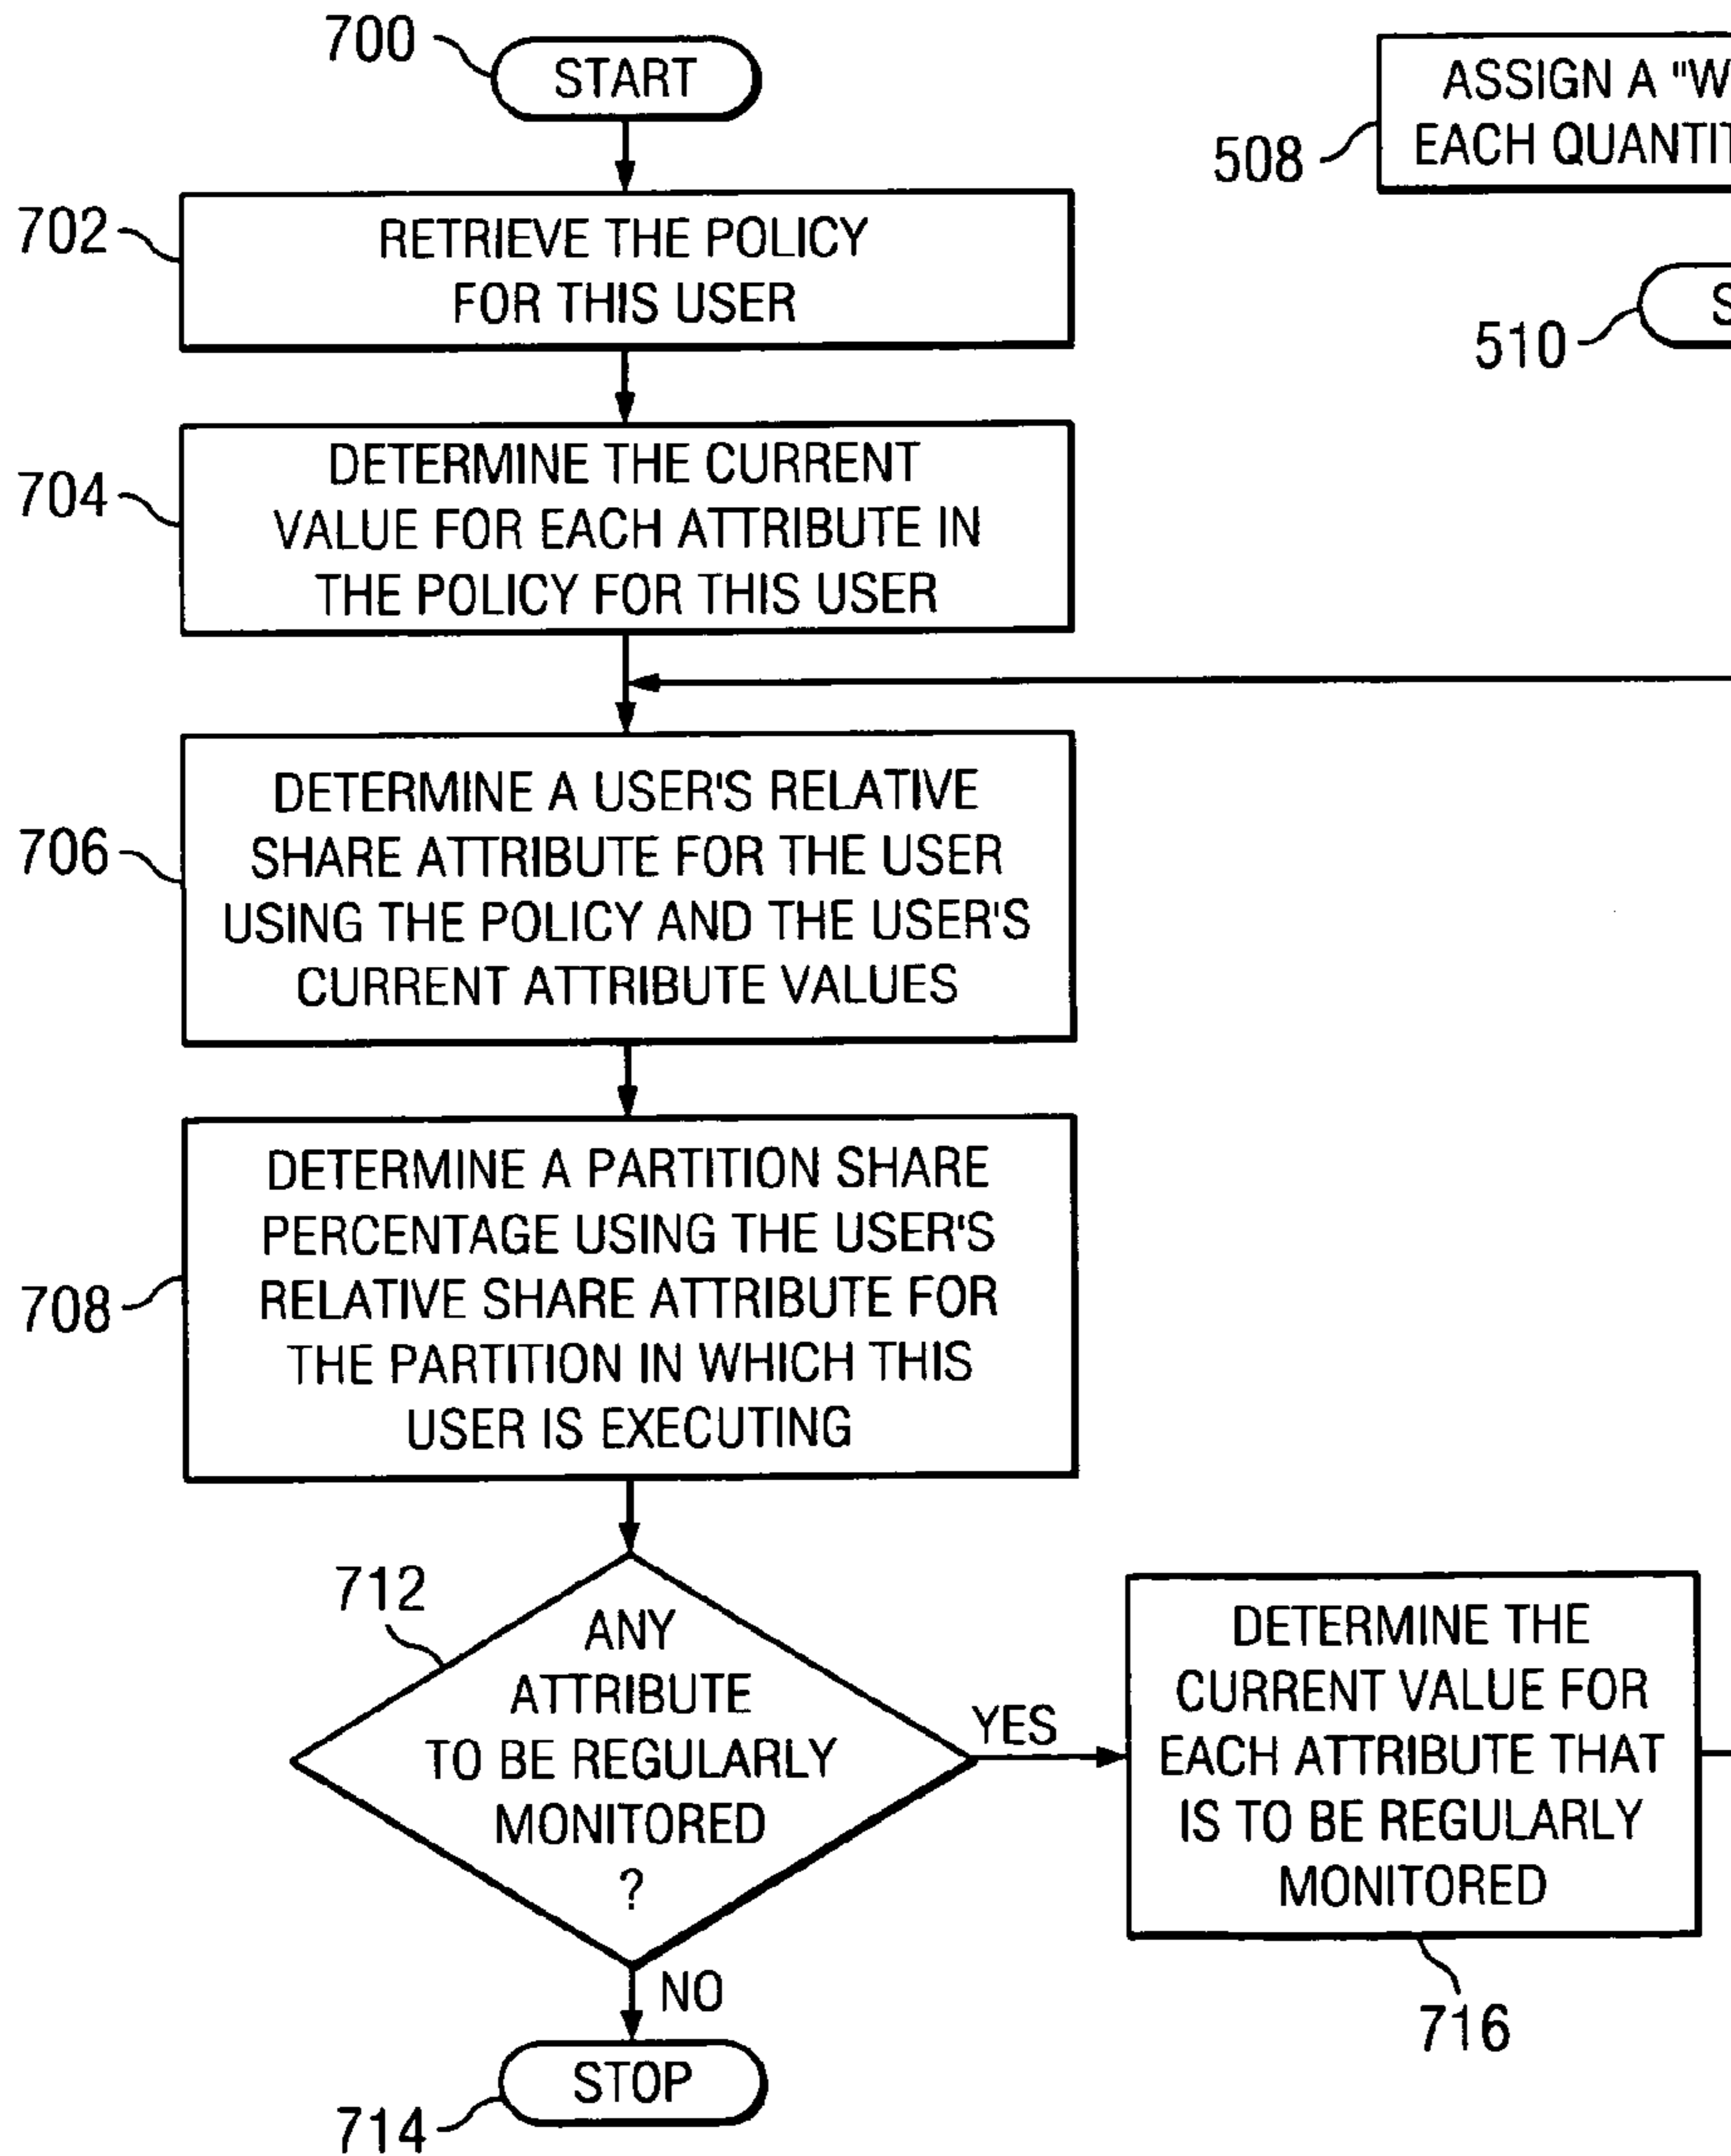 700
START
702
RETRIEVE THE POLICY
FOR THIS USER
704
DETERMINE THE CURRENT
VALUE FOR EACH ATTRIBUTE IN
THE POLICY FOR THIS USER
706
DETERMINE A USER'S RELATIVE
SHARE ATTRIBUTE FOR THE USER
USING THE POLICY AND THE USER'S
CURRENT ATTRIBUTE VALUES
708
DETERMINE A PARTITION SHARE
PERCENTAGE USING THE USER'S
RELATIVE SHARE ATTRIBUTE FOR
THE PARTITION IN WHICH THIS
USER IS EXECUTING
712
ANY
ATTRIBUTE
TO BE REGULARLY
MONITORED
?
YES
NO
STOP
714
DETERMINE THE
CURRENT VALUE FOR
EACH ATTRIBUTE THAT
IS TO BE REGULARLY
MONITORED
716
508
ASSIGN A
EACH
510